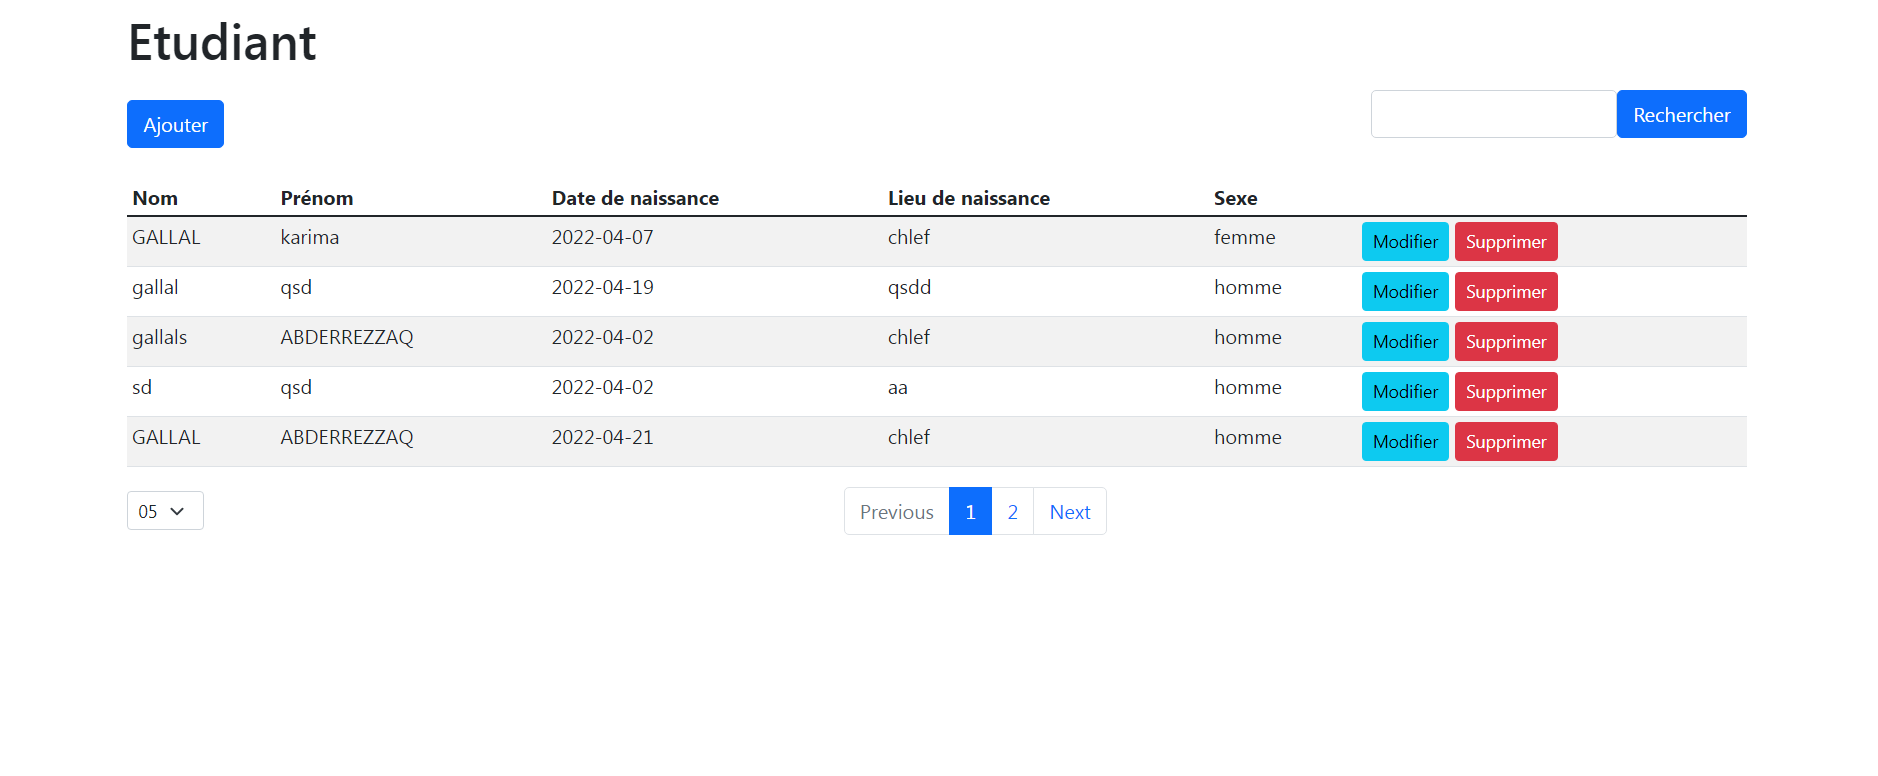 Etudiant
Ajouter Rechercher
Nom Prénom Date de naissance Lieu de naissance Sexe
GALLAL karima 2022-04-07 chlef femme Modifier Supprimer
gallal qsd 2022-04-19 qsdd homme Modifier Supprimer
gallals ABDERREZZAQ 2022-04-02 chlef homme Modifier Supprimer
sd qsd 2022-04-02 aa homme Modifier Supprimer
GALLAL ABDERREZZAQ 2022-04-21 chlef homme Modifier Supprimer
05 Previous 1 2 Next